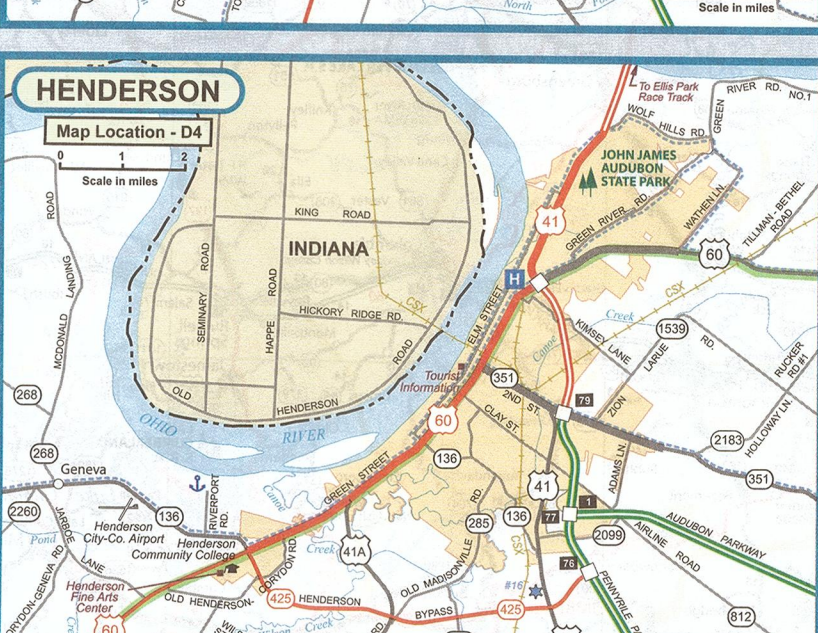 North
Scale in miles
HENDERSON
Map Location - D4
0 1 2
Scale in miles
To Ellis Park
Race Track
RIVER RD. NO.1
GREEN
WOLF HILLS RD.
JOHN JAMES
AUDUBON
STATE PARK
41
GREEN RIVER RD.
WATHEN LN.
TILLMAN - BETHEL
ROAD
60
KING ROAD
INDIANA
ROAD
SEMINARY
ROAD
HAPPE
HICKORY RIDGE RD.
ROAD
CSX
OLD
HENDERSON
ROAD
MCDONALD LANDING
268
268
H
ELM STREET
CSX
Creek
Canoe
KIMSEY LANE
1539
RD.
LARUE
ZION
RUCKER
RD #1
HOLLOWAY LN.
Tourist
Information
351
2ND ST.
CLAY ST.
79
60
136
2183
351
OHIO
RIVER
GREEN STREET
Canoe
Creek
Geneva
2260
JARBOE LANE
Pond
136
RIVERPORT
RD.
Henderson
City-Co. Airport
Henderson
Community College
Henderson
Fine Arts
Center
60
OLD HENDERSON-CORYDON RD.
CORYDON-GENEVA RD.
41A
OLD MADISONVILLE RD.
285
136
CSX
41
ADAMS LN.
77
1
2099
AUDUBON PARKWAY
AIRLINE ROAD
76
#16
PENNYRILE P
425
HENDERSON
BYPASS
425
812
Creek
RD.